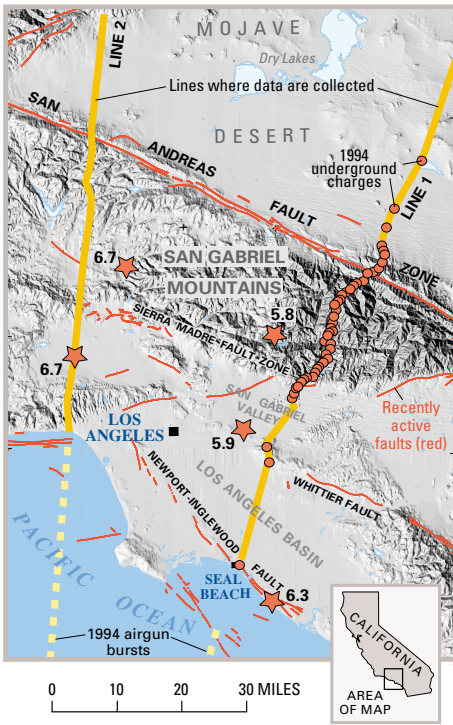 LINE 2
MOJAVE
Dry Lakes
Lines where data are collected
DESERT
SAN ANDREAS FAULT ZONE
1994
underground
charges
LINE 1
6.7
SAN GABRIEL
MOUNTAINS
5.8
SIERRA MADRE-FAULT-ZONE
6.7
SAN GABRIEL
VALLEY
Recently
active
faults (red)
LOS
ANGELES
5.9
LOS ANGELES BASIN
WHITTIER FAULT
NEWPORT-INGLEWOOD FAULT
PACIFIC OCEAN
SEAL
BEACH
6.3
1994 airgun
bursts
CALIFORNIA
AREA
OF MAP
0 10 20 30 MILES